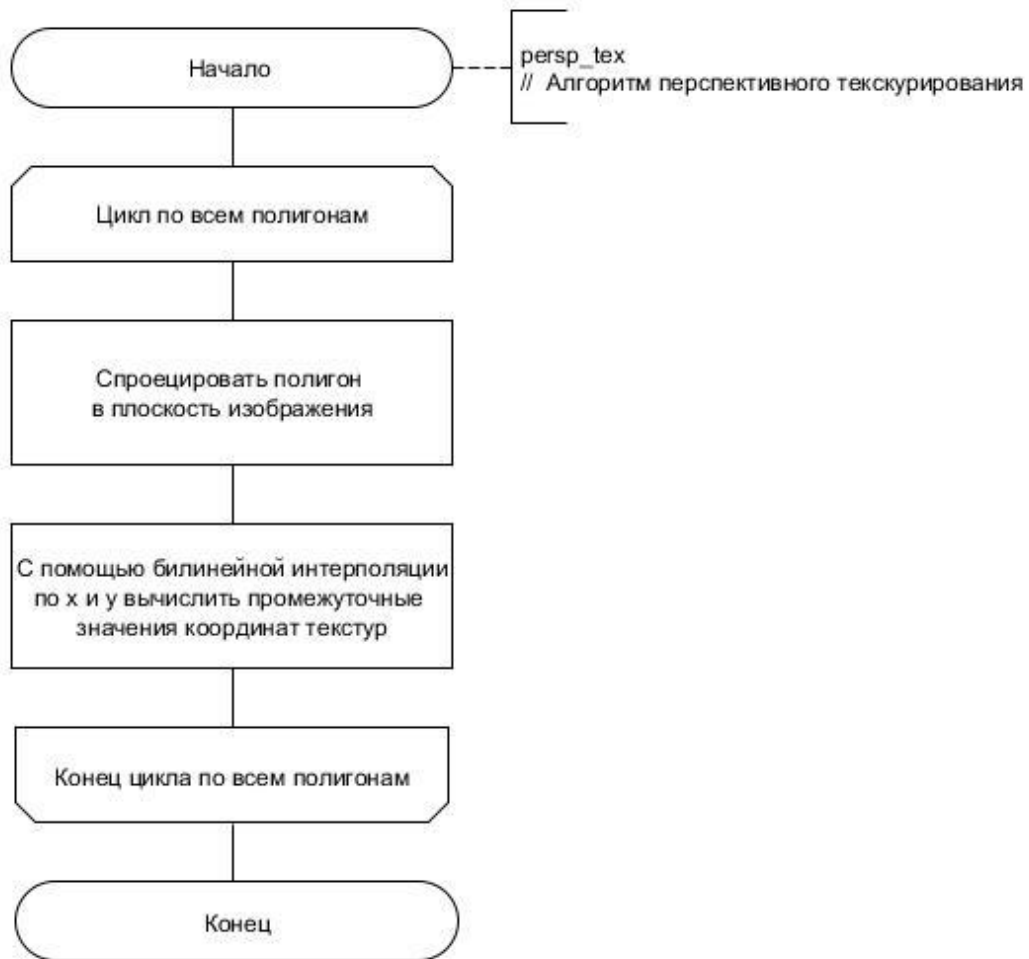 Начало
persp_tex
// Алгоритм перспективного текскурирования
Цикл по всем полигонам
Спроецировать полигон
в плоскость изображения
С помощью билинейной интерполяции
по x и y вычислить промежуточные
значения координат текстур
Конец цикла по всем полигонам
Конец